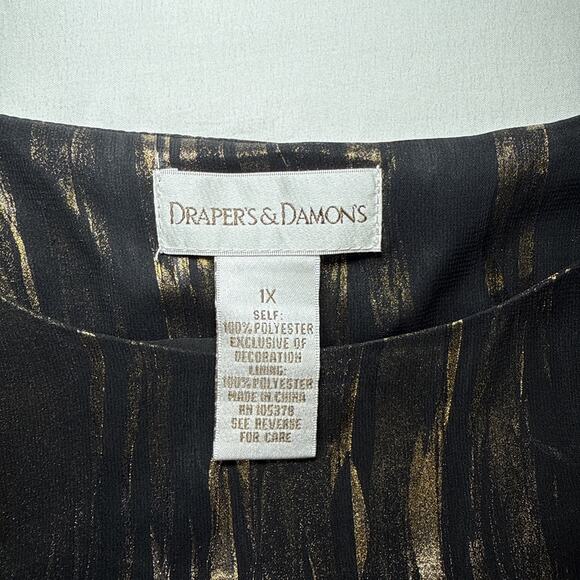 DRAPER'S & DAMON'S
1X
SELF:
100% POLYESTER
EXCLUSIVE OF
DECORATION
LINING:
100% POLYESTER
MADE IN CHINA
RN 105378
SEE REVERSE
FOR CARE